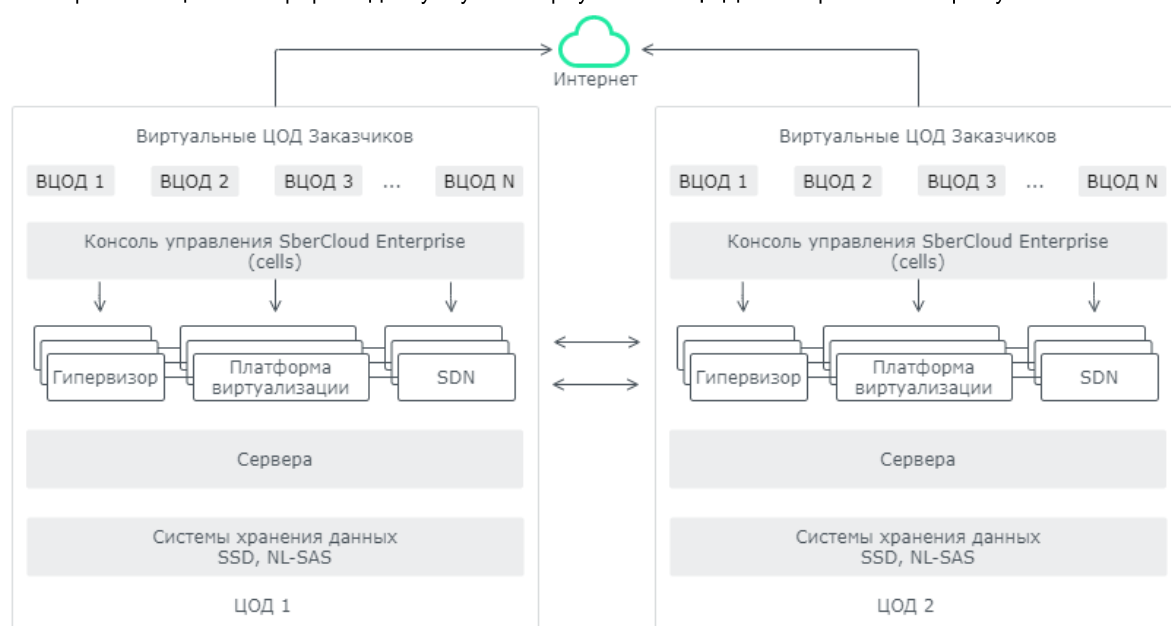 Интернет
Виртуальные ЦОД Заказчиков
ВЦОД 1 ВЦОД 2 ВЦОД 3 ... ВЦОД N
Консоль управления SberCloud Enterprise
(cells)
Гипервизор
Платформа
виртуализации
SDN
Сервера
Системы хранения данных
SSD, NL-SAS
ЦОД 1
Виртуальные ЦОД Заказчиков
ВЦОД 1 ВЦОД 2 ВЦОД 3 ... ВЦОД N
Консоль управления SberCloud Enterprise
(cells)
Гипервизор
Платформа
виртуализации
SDN
Сервера
Системы хранения данных
SSD, NL-SAS
ЦОД 2